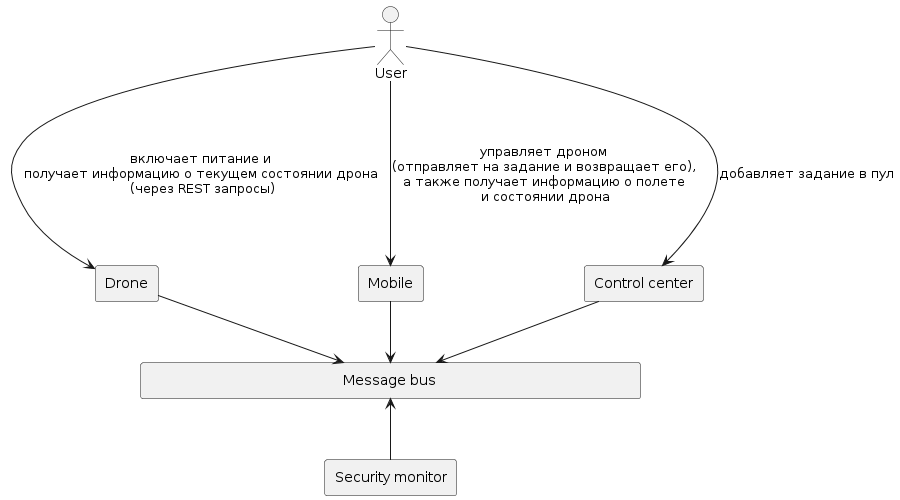 User
включает питание и
получает информацию о текущем состоянии дрона
(через REST запросы)
управляет дроном
(отправляет на задание и возвращает его),
а также получает информацию о полете
и состоянии дрона
добавляет задание в пул
Drone
Mobile
Control center
Message bus
Security monitor